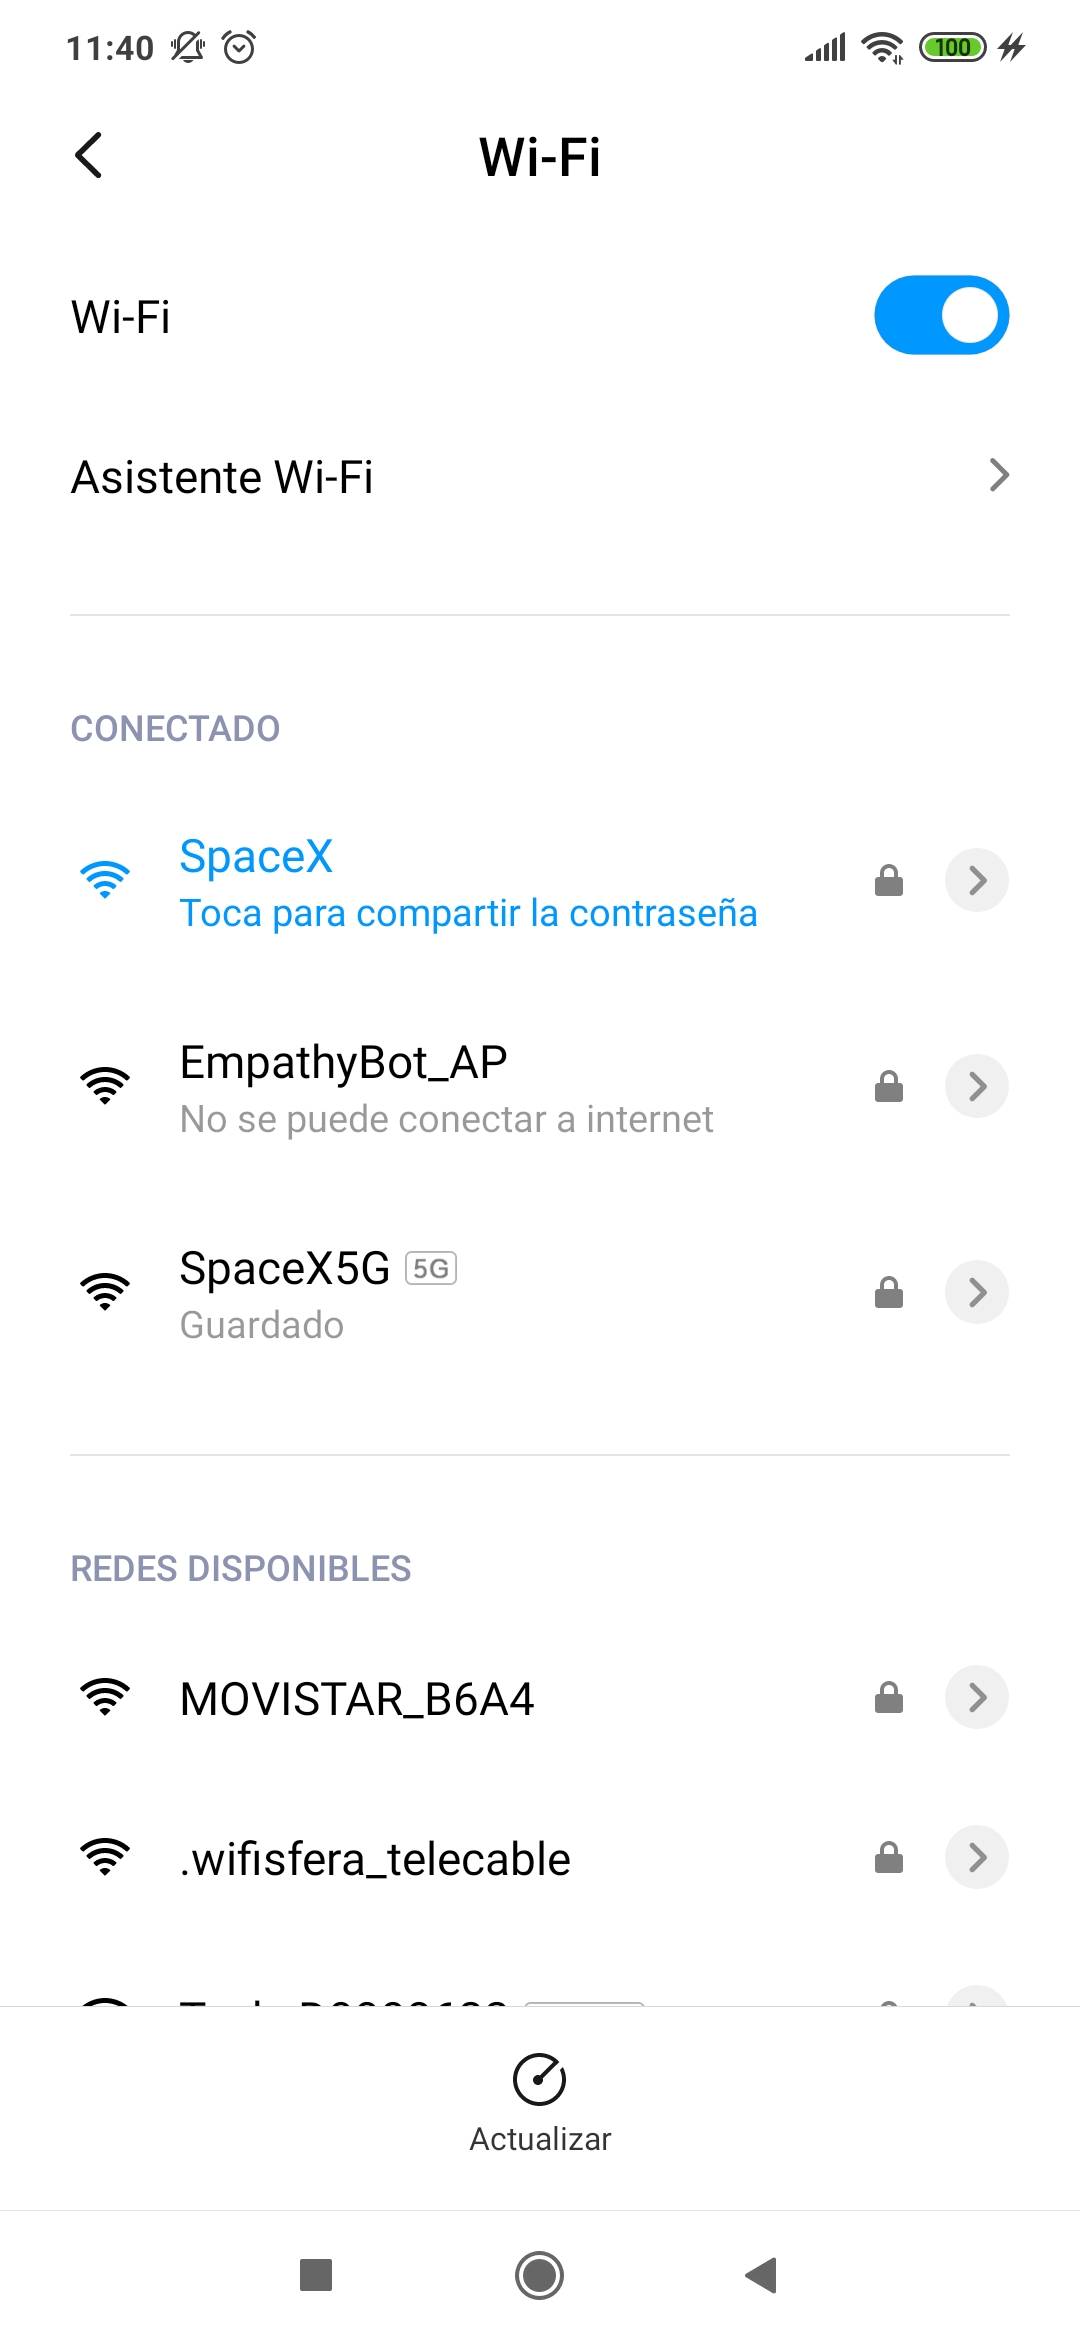 11:40
100
Wi-Fi
Wi-Fi
Asistente Wi-Fi
CONECTADO
SpaceX
Toca para compartir la contraseña
EmpathyBot_AP
No se puede conectar a internet
SpaceX5G 5G
Guardado
REDES DISPONIBLES
MOVISTAR_B6A4
.wifisfera_telecable
Actualizar